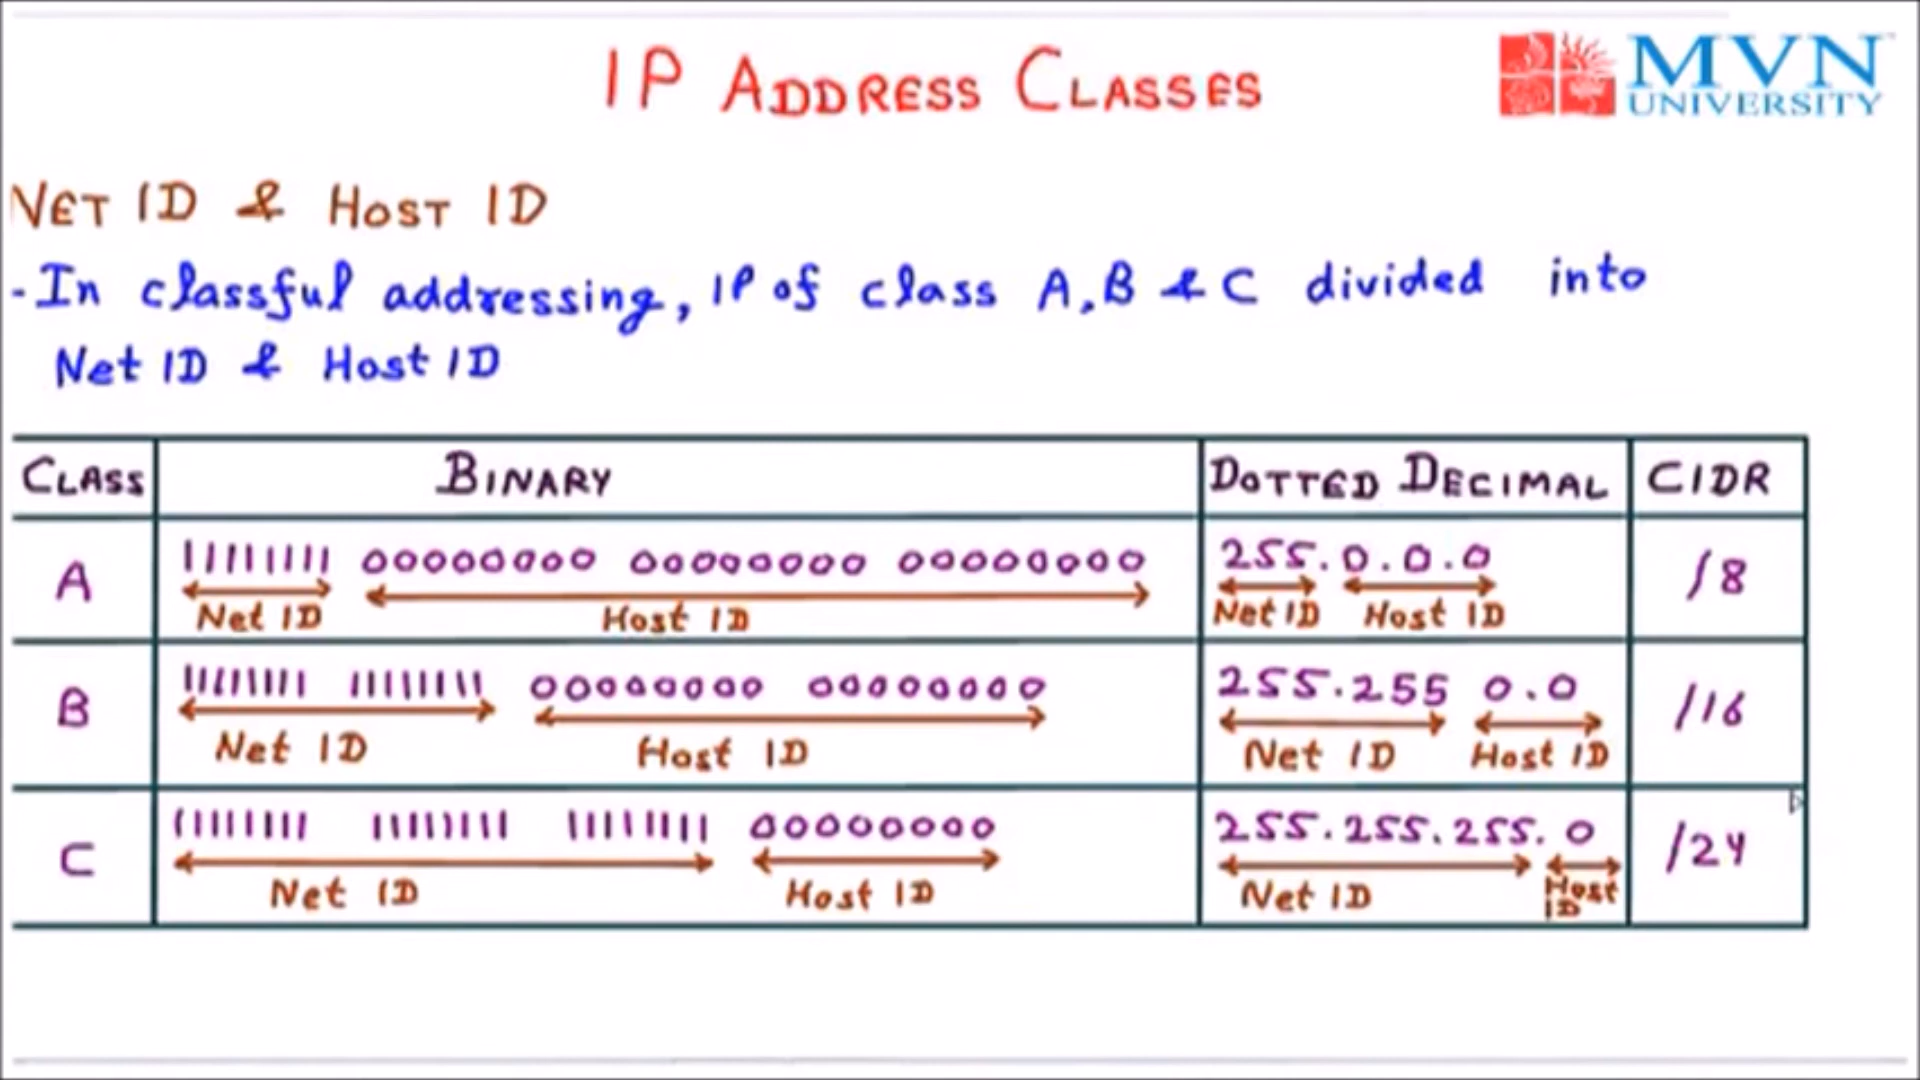 IP ADDRESS CLASSES
MVN
UNIVERSITY
NET ID & HOST ID
- In classful addressing, IP of class A, B & C divided into
Net ID & Host ID
CLASS BINARY DOTTED DECIMAL CIDR
A 11111111 00000000 00000000 00000000 255.0.0.0 /8
Net ID Host ID Net ID Host ID
B 11111111 11111111 00000000 00000000 255.255 0.0 /16
Net ID Host ID Net ID Host ID
C 11111111 11111111 11111111 00000000 255.255.255.0 /24
Net ID Host ID Net ID Host ID